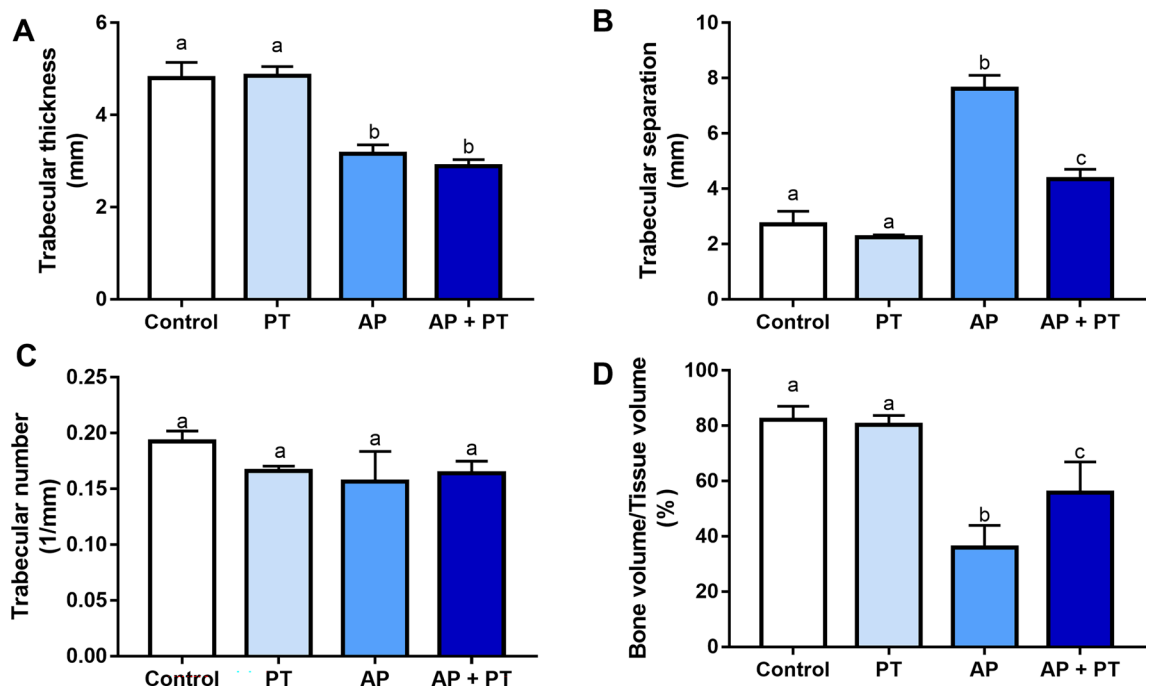 A
Trabecular thickness
(mm)
6
4
2
0
a
a
b
b
Control
PT
AP
AP + PT
B
Trabecular separation
(mm)
10
8
6
4
2
0
a
a
b
c
Control
PT
AP
AP + PT
C
Trabecular number
(1/mm)
0.25
0.20
0.15
0.10
0.05
0.00
a
a
a
a
Control
PT
AP
AP + PT
D
Bone volume/Tissue volume
(%)
100
80
60
40
20
0
a
a
b
c
Control
PT
AP
AP + PT